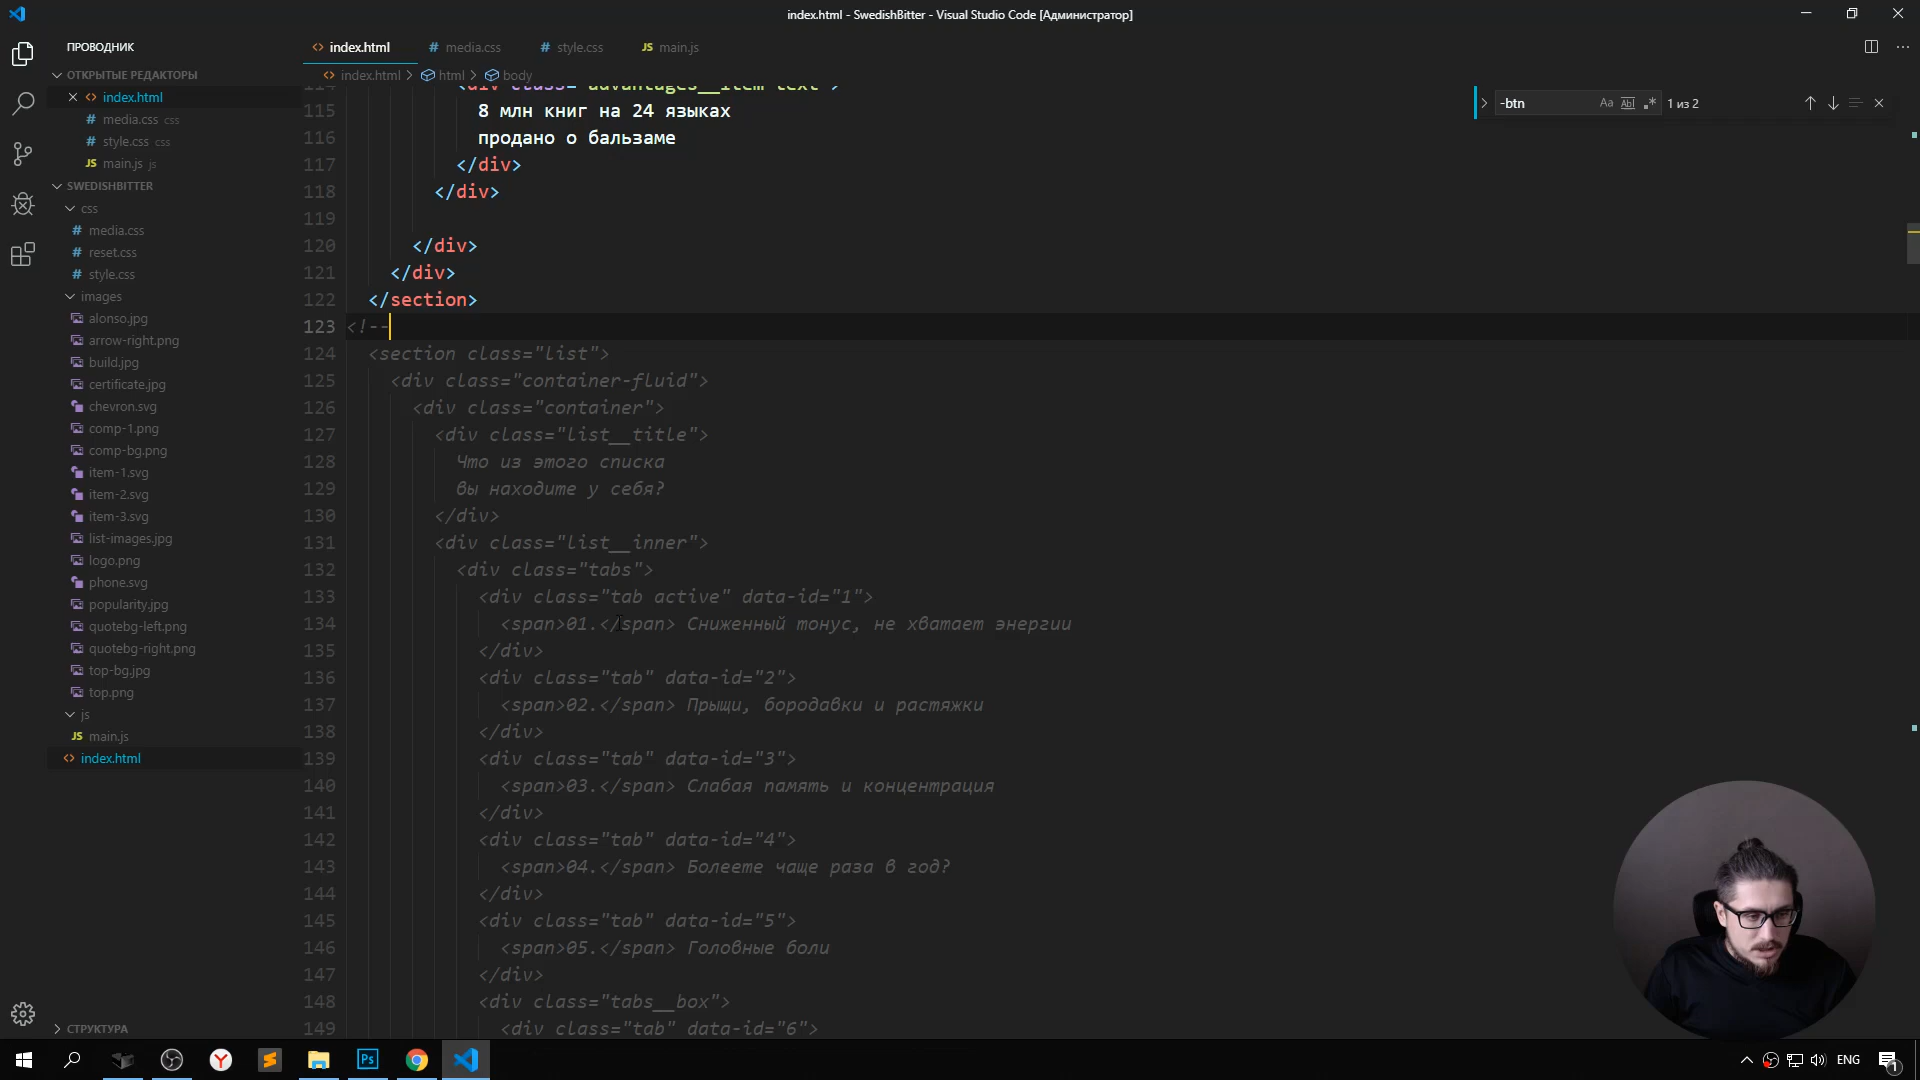 index.html - SwedishBitter - Visual Studio Code [Администратор]
ПРОВОДНИК
ОТКРЫТЫЕ РЕДАКТОРЫ
index.html
media.css css
style.css css
JS main.js js
SWEDISHBITTER
css
media.css
reset.css
style.css
images
alonso.jpg
arrow-right.png
build.jpg
certificate.jpg
chevron.svg
comp-1.png
comp-bg.png
item-1.svg
item-2.svg
item-3.svg
list-images.jpg
logo.png
phone.svg
popularity.jpg
quotebg-left.png
quotebg-right.png
top-bg.jpg
top.png
js
JS main.js
index.html
СТРУКТУРА
index.html
# media.css
# style.css
JS main.js
index.html > html > body
-btn
Aa Abl .*
1 из 2
114 <div class="advantages__item-text">
115 8 млн книг на 24 языках
116 продано о бальзаме
117 </div>
118 </div>
119
120 </div>
121 </div>
122 </section>
123 <!--
124 <section class="list">
125 <div class="container-fluid">
126 <div class="container">
127 <div class="list__title">
128 Что из этого списка
129 вы находите у себя?
130 </div>
131 <div class="list__inner">
132 <div class="tabs">
133 <div class="tab active" data-id="1">
134 <span>01.</span> Сниженный тонус, не хватает энергии
135 </div>
136 <div class="tab" data-id="2">
137 <span>02.</span> Прыщи, бородавки и растяжки
138 </div>
139 <div class="tab" data-id="3">
140 <span>03.</span> Слабая память и концентрация
141 </div>
142 <div class="tab" data-id="4">
143 <span>04.</span> Болеете чаще раза в год?
144 </div>
145 <div class="tab" data-id="5">
146 <span>05.</span> Головные боли
147 </div>
148 <div class="tabs__box">
149 <div class="tab" data-id="6">
Ps
ENG
1